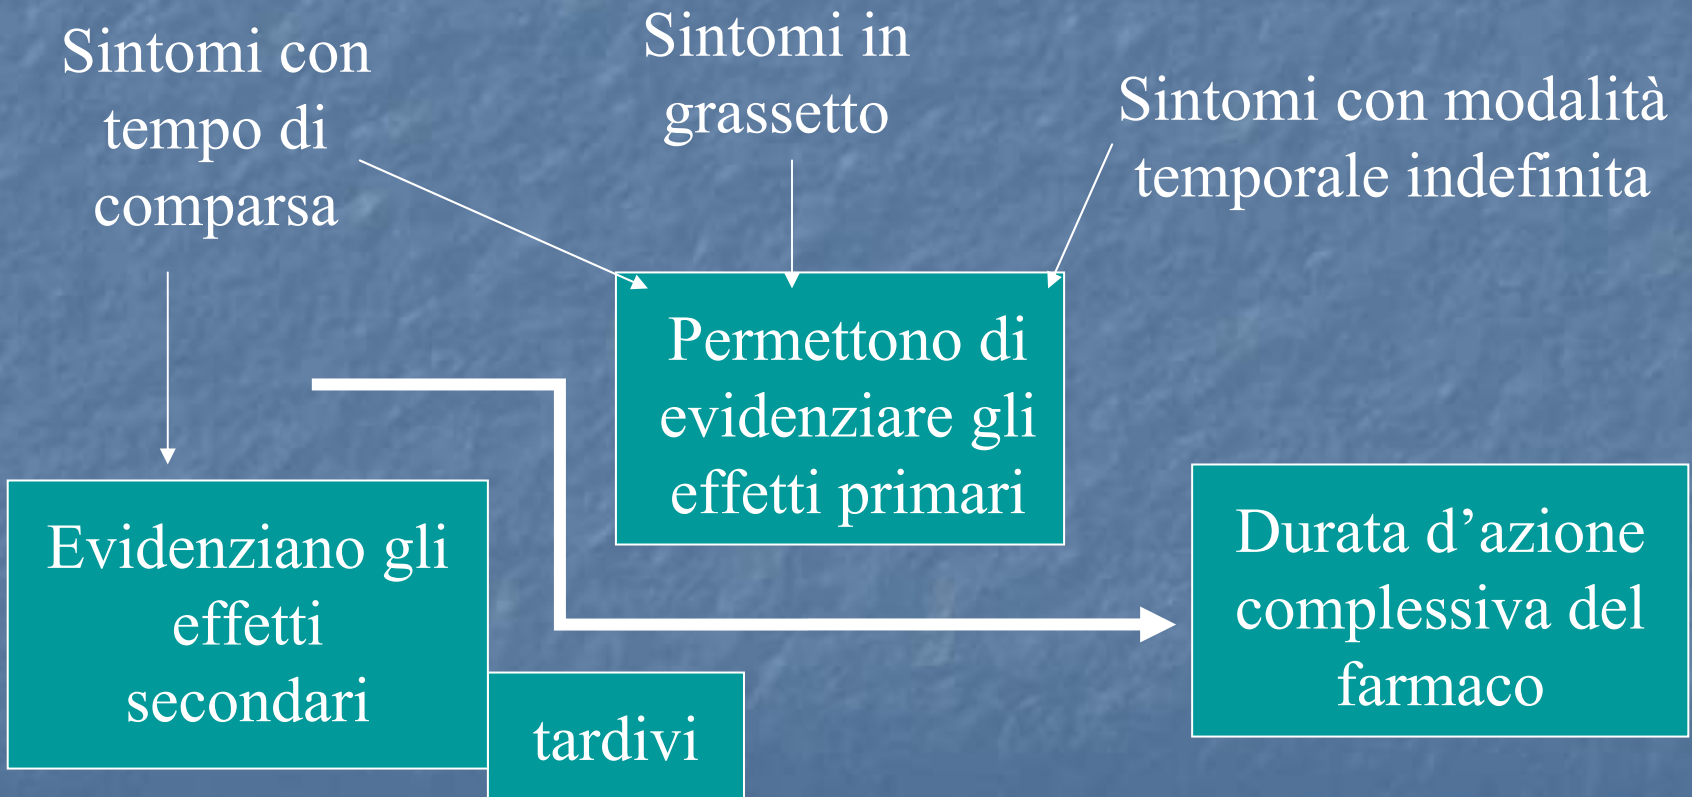 Sintomi con
tempo di
comparsa
Sintomi in
grassetto
Sintomi con modalità
temporale indefinita
Permettono di
evidenziare gli
effetti primari
Evidenziano gli
effetti
secondari
tardivi
Durata d’azione
complessiva del
farmaco